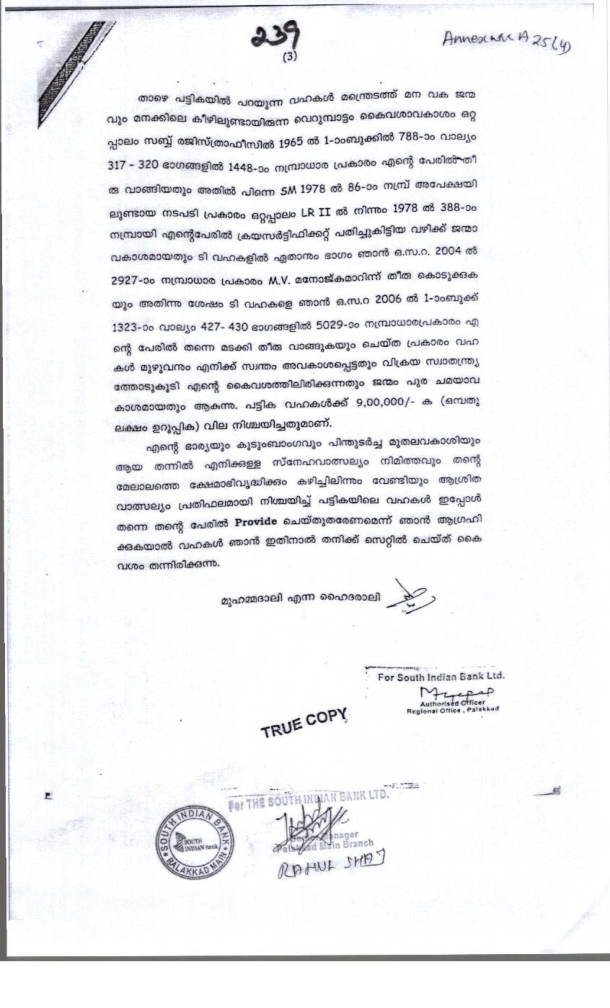 239
Annexure A 25(4)
(3)
താഴെ പട്ടികയിൽ പറയുന്ന വഹകൾ മന്ത്രേടത്ത് മന വക ജന്മ
വും മനക്കിലെ കീഴിലുണ്ടായിരുന്ന വെറുമ്പാട്ടം കൈവശാവകാശം ഒറ്റ
പ്പാലം സബ്ബ് രജിസ്ത്രാഫീസിൽ 1965 ൽ 1-ാംബുക്കിൽ 788-ാം വാല്യം
317 - 320 ഭാഗങ്ങളിൽ 1448-ാം നമ്പ്രാധാര പ്രകാരം എന്റെ പേരിൽ തീ
രു വാങ്ങിയതും അതിൽ പിന്നെ SM 1978 ൽ 86-ാം നമ്പ്ര് അപേക്ഷയി
ലുണ്ടായ നടപടി പ്രകാരം ഒറ്റപ്പാലം LR II ൽ നിന്നും 1978 ൽ 388-ാം
നമ്പ്രായി എന്റെപേരിൽ ക്രയസർട്ടിഫിക്കറ്റ് പതിച്ചുകിട്ടിയ വഴിക്ക് ജന്മാ
വകാശമായതും ടി വഹകളിൽ ഏതാനും ഭാഗം ഞാൻ ഒ.സ.റ. 2004 ൽ
2927-ാം നമ്പ്രാധാര പ്രകാരം M.V. മനോജ്കുമാറിന് തീരു കൊടുക്കുക
യും അതിന്നു ശേഷം ടി വഹകളെ ഞാൻ ഒ.സ.റ 2006 ൽ 1-ാംബുക്ക്
1323-ാം വാല്യം 427- 430 ഭാഗങ്ങളിൽ 5029-ാം നമ്പ്രാധാരപ്രകാരം എ
ന്റെ പേരിൽ തന്നെ മടക്കി തീരു വാങ്ങുകയും ചെയ്ത പ്രകാരം വഹ
കൾ മുഴുവനം എനിക്ക് സ്വന്തം അവകാശപ്പെട്ടതും വിക്രയ സ്വാതന്ത്ര്യ
ത്തോടുകൂടി എന്റെ കൈവശത്തിലിരിക്കുന്നതും ജന്മം പുര ചമയാവ
കാശമായതും ആകുന്നു. പട്ടിക വഹകൾക്ക് 9,00,000/- ക (ഒമ്പതു
ലക്ഷം ഉറുപ്പിക) വില നിശ്ചയിച്ചതുമാണ്.
എന്റെ ഭാര്യയും കുടുംബാംഗവും പിന്തുടർച്ച മുതലവകാശിയും
ആയ തന്നിൽ എനിക്കുള്ള സ്നേഹവാത്സല്യം നിമിത്തവും തന്റെ
മേലാലത്തെ ക്ഷേമാഭിവൃദ്ധിക്കും കഴിച്ചിലിന്നും വേണ്ടിയും ആശ്രിത
വാത്സല്യം പ്രതിഫലമായി നിശ്ചയിച്ച് പട്ടികയിലെ വഹകൾ ഇപ്പോൾ
തന്നെ തന്റെ പേരിൽ Provide ചെയ്തുതരേണമെന്ന് ഞാൻ ആഗ്രഹി
ക്കുകയാൽ വഹകൾ ഞാൻ ഇതിനാൽ തനിക്ക് സെറ്റിൽ ചെയ്ത് കൈ
വശം തന്നിരിക്കുന്നു.
മുഹമ്മദാലി എന്ന ഹൈദരാലി
For South Indian Bank Ltd.
Authorised Officer
Regional Office, Palakkad
TRUE COPY
For THE SOUTH INDIAN BANK LTD.
Manager
Palakkad Main Branch
RAHUL SHAJ
SOUTH INDIAN BANK
SOUTH
INDIAN Bank
PALAKKAD MAIN